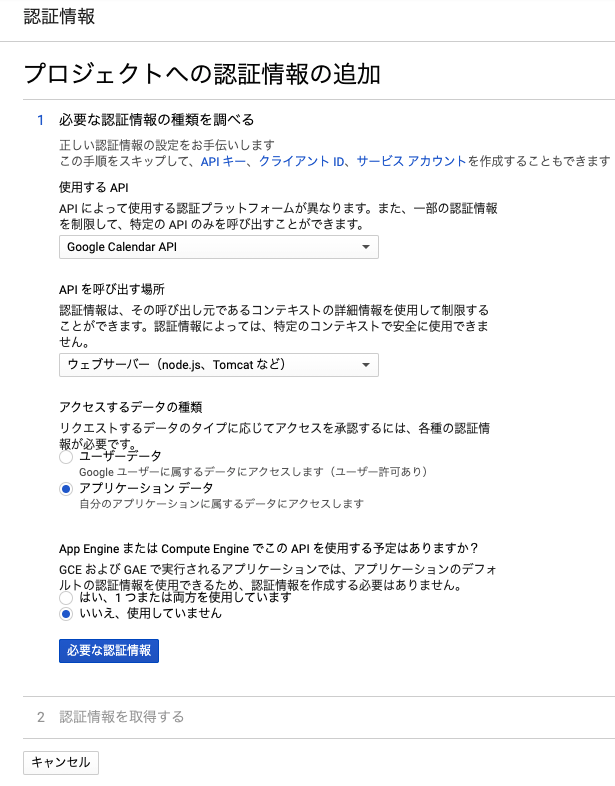 認証情報
プロジェクトへの認証情報の追加
1 必要な認証情報の種類を調べる
正しい認証情報の設定をお手伝いします
この手順をスキップして、API キー、クライアント ID、サービス アカウントを作成することもできます
使用する API
API によって使用する認証プラットフォームが異なります。また、一部の認証情報
を制限して、特定の API のみを呼び出すことができます。
Google Calendar API
API を呼び出す場所
認証情報は、その呼び出し元であるコンテキストの詳細情報を使用して制限する
ことができます。認証情報によっては、特定のコンテキストで安全に使用できま
せん。
ウェブサーバー（node.js、Tomcat など）
アクセスするデータの種類
リクエストするデータのタイプに応じてアクセスを承認するには、各種の認証情
報が必要です。
ユーザーデータ
Google ユーザーに属するデータにアクセスします（ユーザー許可あり）
アプリケーション データ
自分のアプリケーションに属するデータにアクセスします
App Engine または Compute Engine でこの API を使用する予定はありますか？
GCE および GAE で実行されるアプリケーションでは、アプリケーションのデフォ
ルトの認証情報を使用できるため、認証情報を作成する必要はありません。
はい、1 つまたは両方を使用しています
いいえ、使用していません
必要な認証情報
2 認証情報を取得する
キャンセル